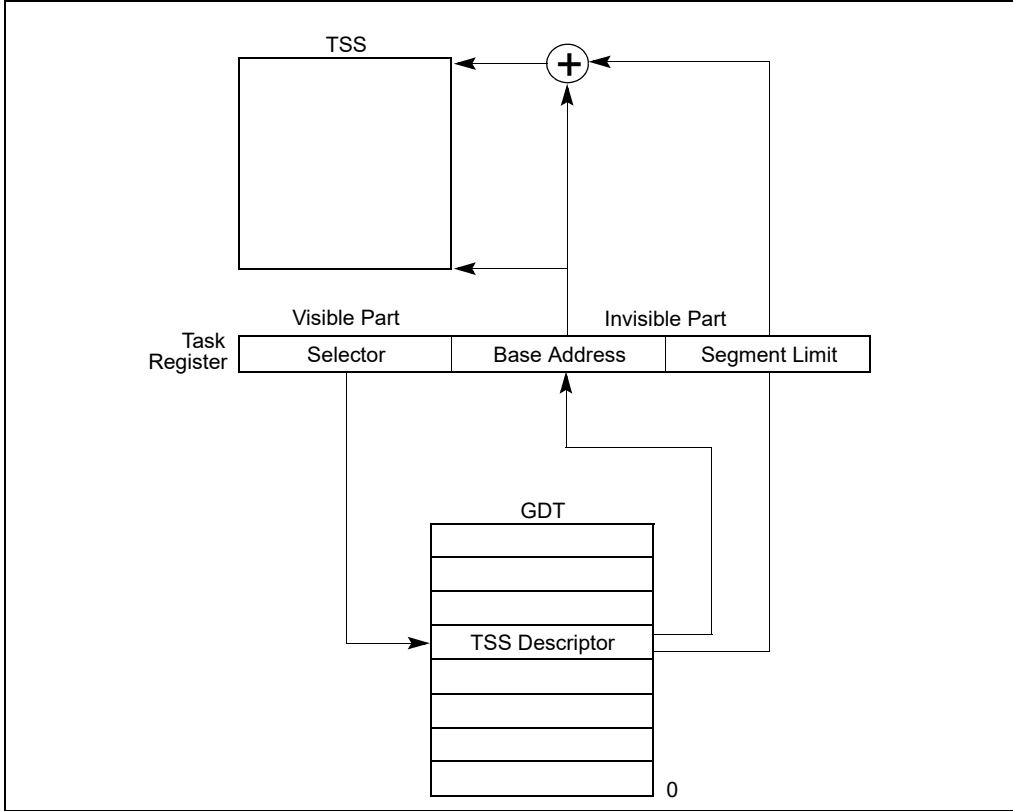 TSS
+
Visible Part
Invisible Part
Task
Register
Selector
Base Address
Segment Limit
GDT
TSS Descriptor
0